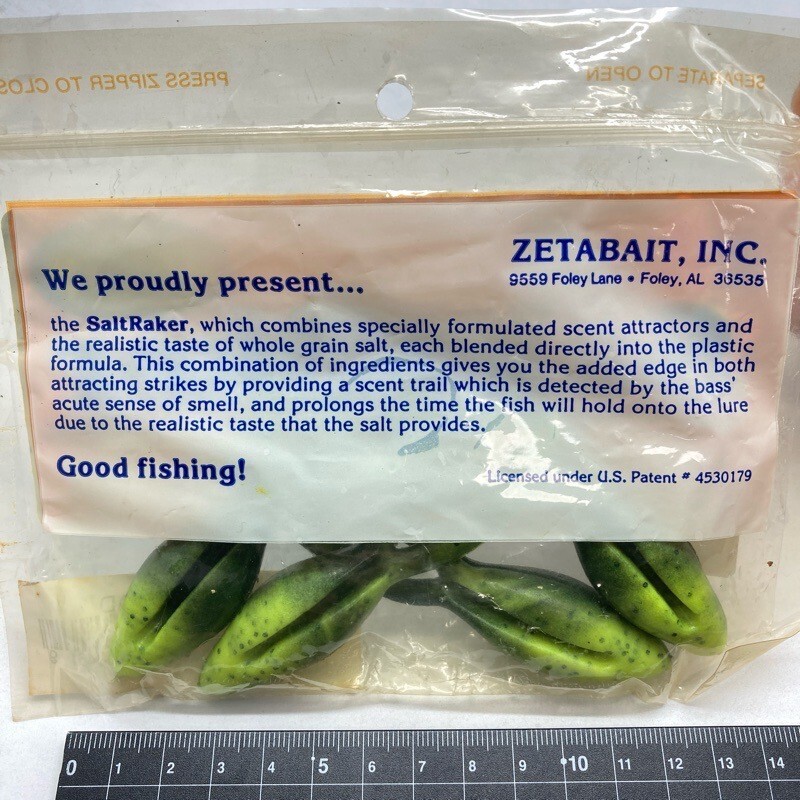 PRESS ZIPPER TO CLOS
SEPARATE TO OPEN
ZETABAIT, INC.
9559 Foley Lane • Foley, AL 36535
We proudly present...
the SaltRaker, which combines specially formulated scent attractors and
the realistic taste of whole grain salt, each blended directly into the plastic
formula. This combination of ingredients gives you the added edge in both
attracting strikes by providing a scent trail which is detected by the bass'
acute sense of smell, and prolongs the time the fish will hold onto the lure
due to the realistic taste that the salt provides.
Good fishing!
Licensed under U.S. Patent # 4530179
0 1 2 3 4 5 6 7 8 9 10 11 12 13 14